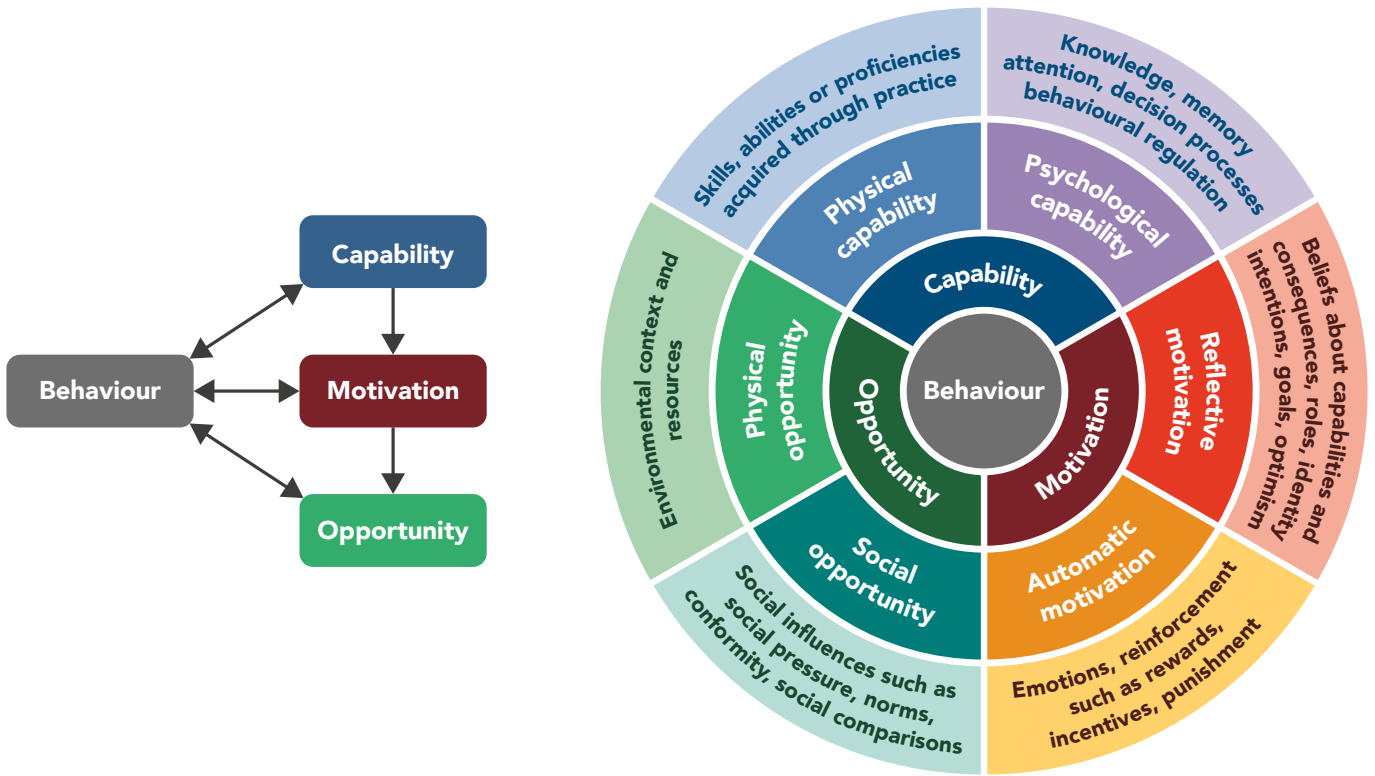 Capability
Behaviour
Motivation
Opportunity
Skills, abilities or proficiencies
acquired through practice
Knowledge, memory
attention, decision processes
behavioural regulation
Physical
capability
Psychological
capability
Capability
Environmental context and
resources
Physical
opportunity
Opportunity
Behaviour
Motivation
Reflective
motivation
Beliefs about capabilities and
consequences, roles, identity
intentions, goals, optimism
Social
opportunity
Automatic
motivation
Social influences such as
social pressure, norms,
conformity, social comparisons
Emotions, reinforcement
such as rewards,
incentives, punishment